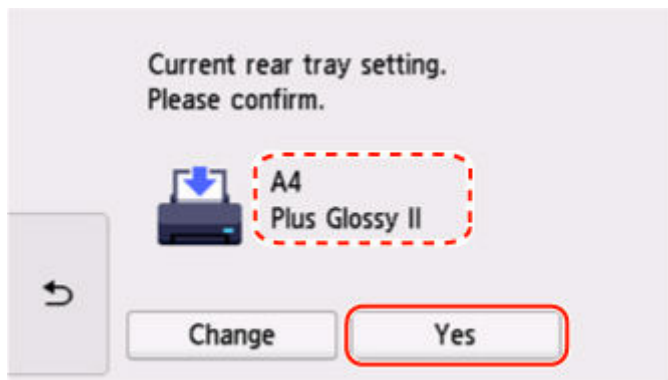 Current rear tray setting.
Please confirm.
A4
Plus Glossy II
Change
Yes